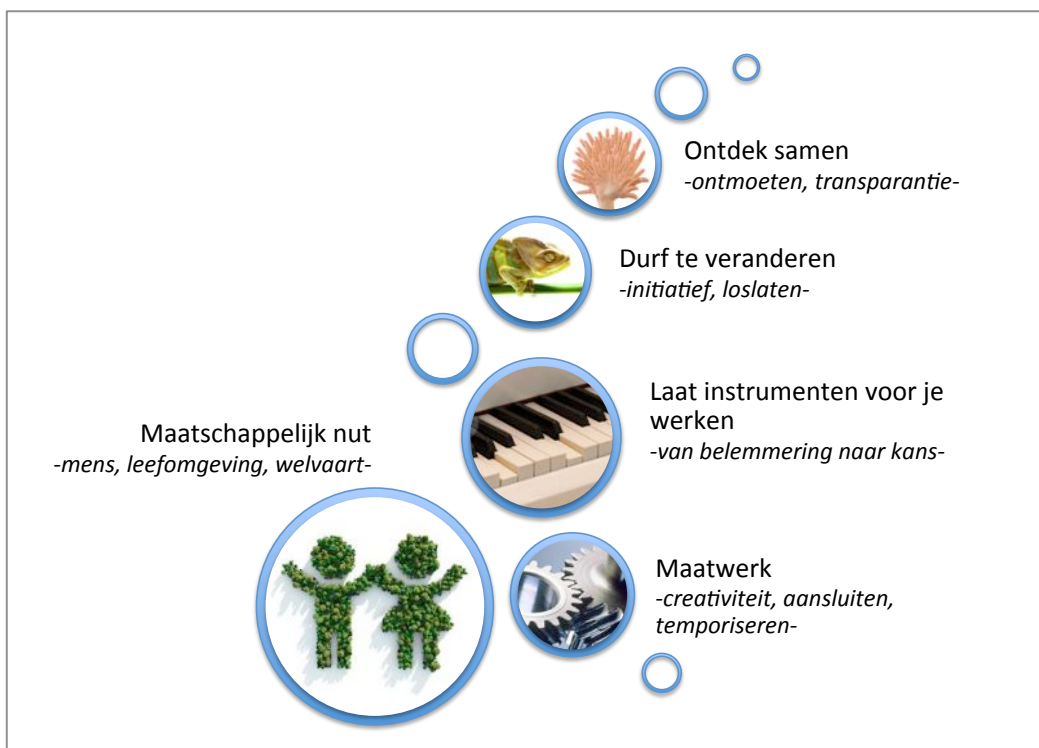 Ontdek samen
-ontmoeten, transparantie-
Durf te veranderen
-initiatief, loslaten-
Laat instrumenten voor je
werken
-van belemmering naar kans-
Maatschappelijk nut
-mens, leefomgeving, welvaart-
Maatwerk
-creativiteit, aansluiten,
temporiseren-